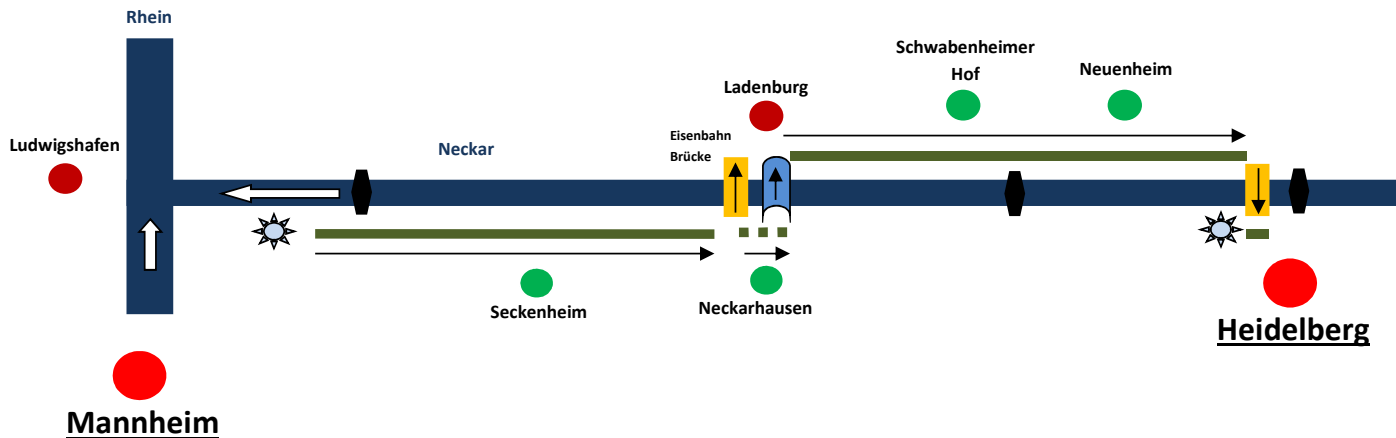 Rhein
Schwabenheimer
Hof
Neuenheim
Ladenburg
Ludwigshafen
Neckar
Eisenbahn
Brücke
Seckenheim
Neckarhausen
Heidelberg
Mannheim